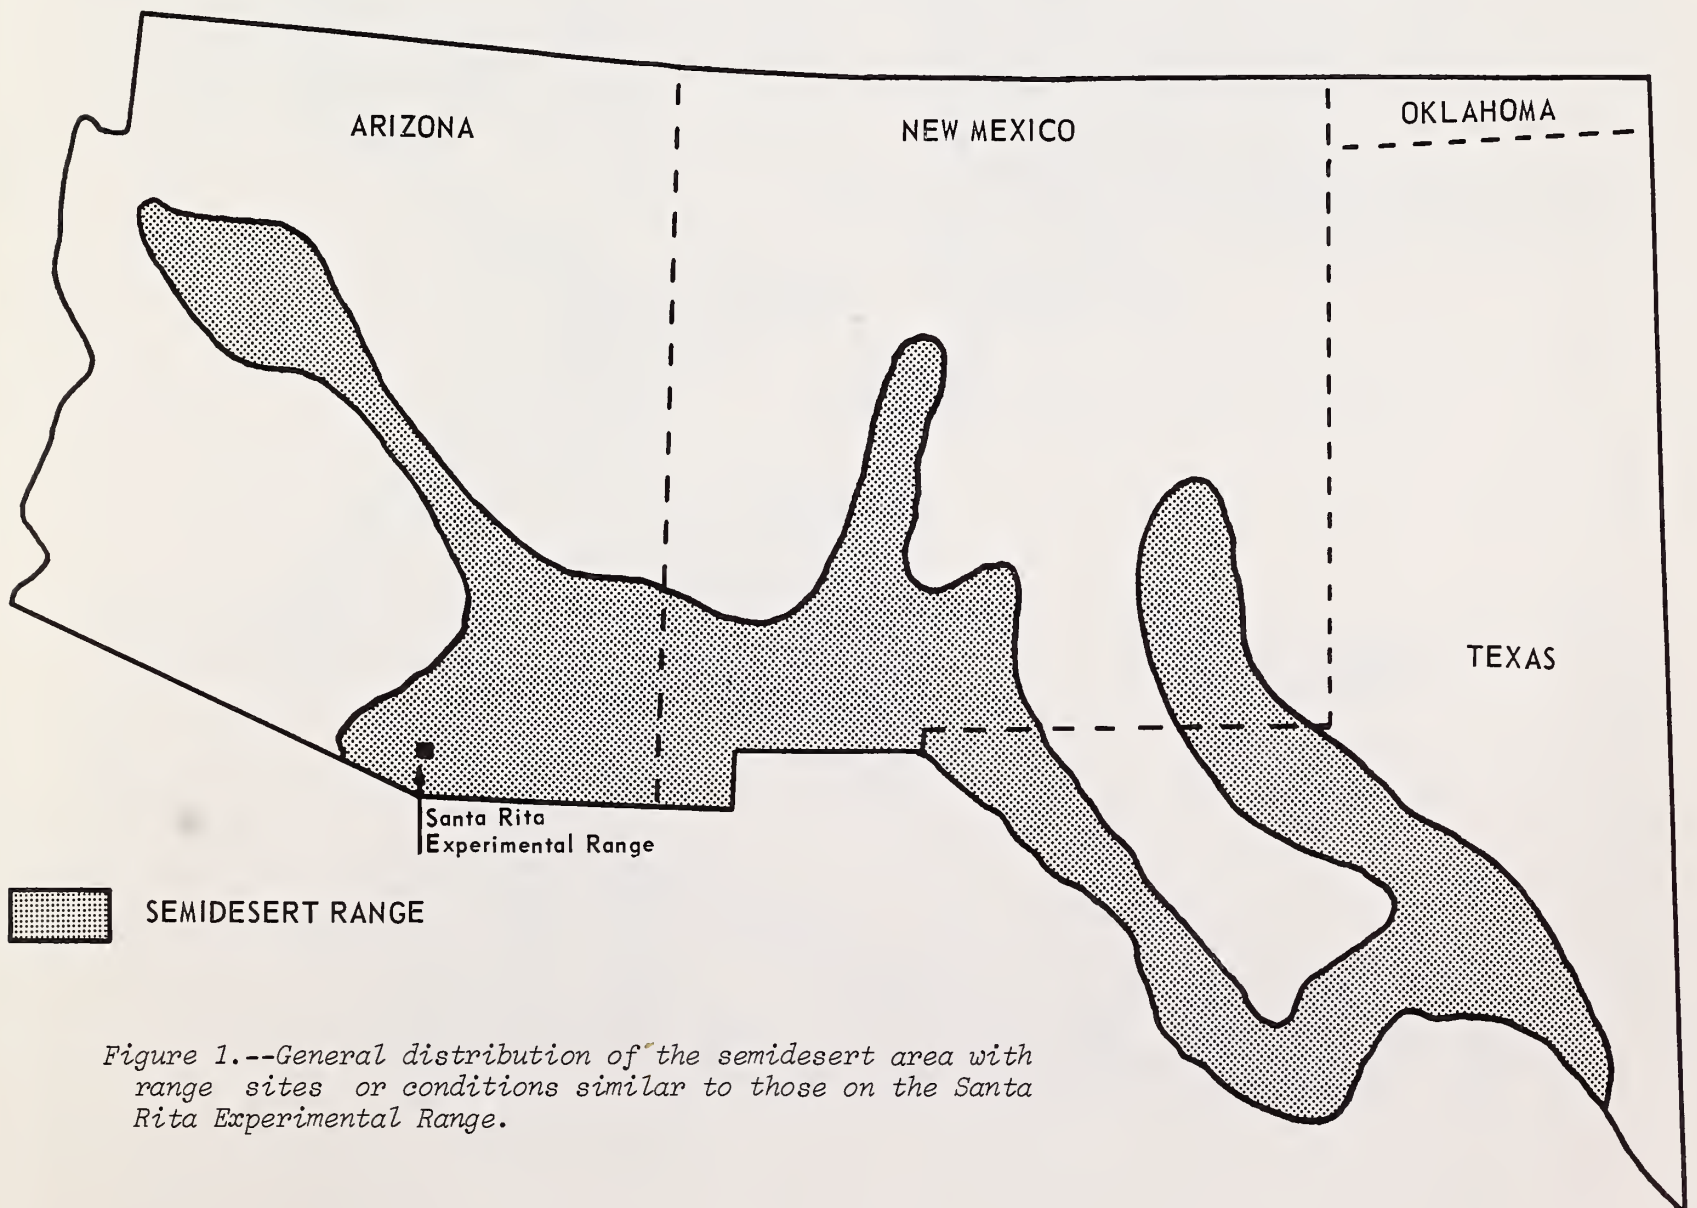 ARIZONA
NEW MEXICO
OKLAHOMA
TEXAS
Santa Rita
Experimental Range
SEMIDESERT RANGE
Figure 1.--General distribution of the semidesert area with
range sites or conditions similar to those on the Santa
Rita Experimental Range.